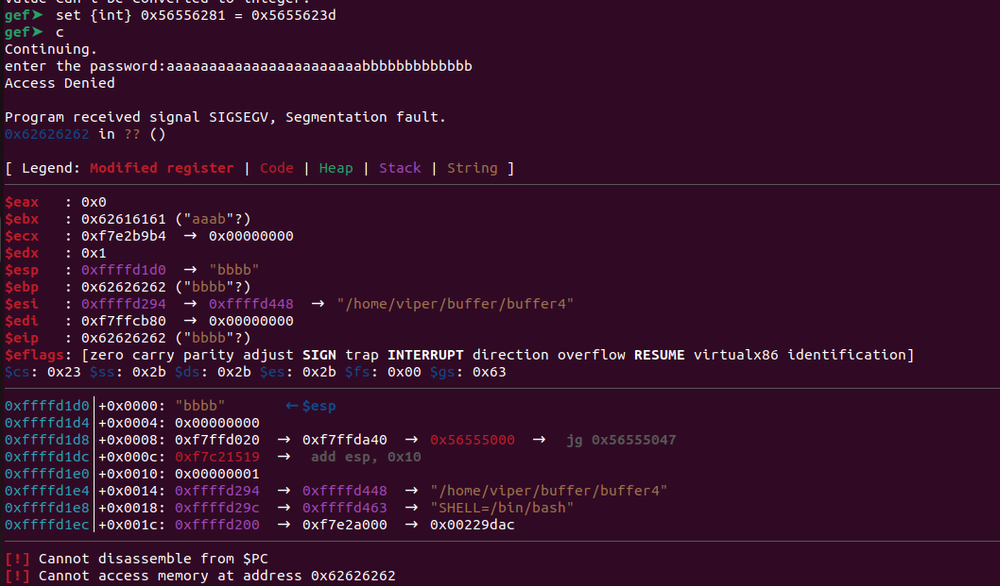 value can't be converted to integer.
gef➤  set {int} 0x56556281 = 0x5655623d
gef➤  c
Continuing.
enter the password:aaaaaaaaaaaaaaaaaaaaaaabbbbbbbbbbbbb
Access Denied
Program received signal SIGSEGV, Segmentation fault.
0x62626262 in ?? ()
[ Legend: Modified register | Code | Heap | Stack | String ]
$eax   : 0x0
$ebx   : 0x62616161 ("aaab"?)
$ecx   : 0xf7e2b9b4  →  0x00000000
$edx   : 0x1
$esp   : 0xffffd1d0  →  "bbbb"
$ebp   : 0x62626262 ("bbbb"?)
$esi   : 0xffffd294  →  0xffffd448  →  "/home/viper/buffer/buffer4"
$edi   : 0xf7ffcb80  →  0x00000000
$eip   : 0x62626262 ("bbbb"?)
$eflags: [zero carry parity adjust SIGN trap INTERRUPT direction overflow RESUME virtualx86 identification]
$cs: 0x23 $ss: 0x2b $ds: 0x2b $es: 0x2b $fs: 0x00 $gs: 0x63
0xffffd1d0│+0x0000: "bbbb"       ←$esp
0xffffd1d4│+0x0004: 0x00000000
0xffffd1d8│+0x0008: 0xf7ffd020  →  0xf7ffda40  →  0x56555000  →   jg 0x56555047
0xffffd1dc│+0x000c: 0xf7c21519  →   add esp, 0x10
0xffffd1e0│+0x0010: 0x00000001
0xffffd1e4│+0x0014: 0xffffd294  →  0xffffd448  →  "/home/viper/buffer/buffer4"
0xffffd1e8│+0x0018: 0xffffd29c  →  0xffffd463  →  "SHELL=/bin/bash"
0xffffd1ec│+0x001c: 0xffffd200  →  0xf7e2a000  →  0x00229dac
[!] Cannot disassemble from $PC
[!] Cannot access memory at address 0x62626262